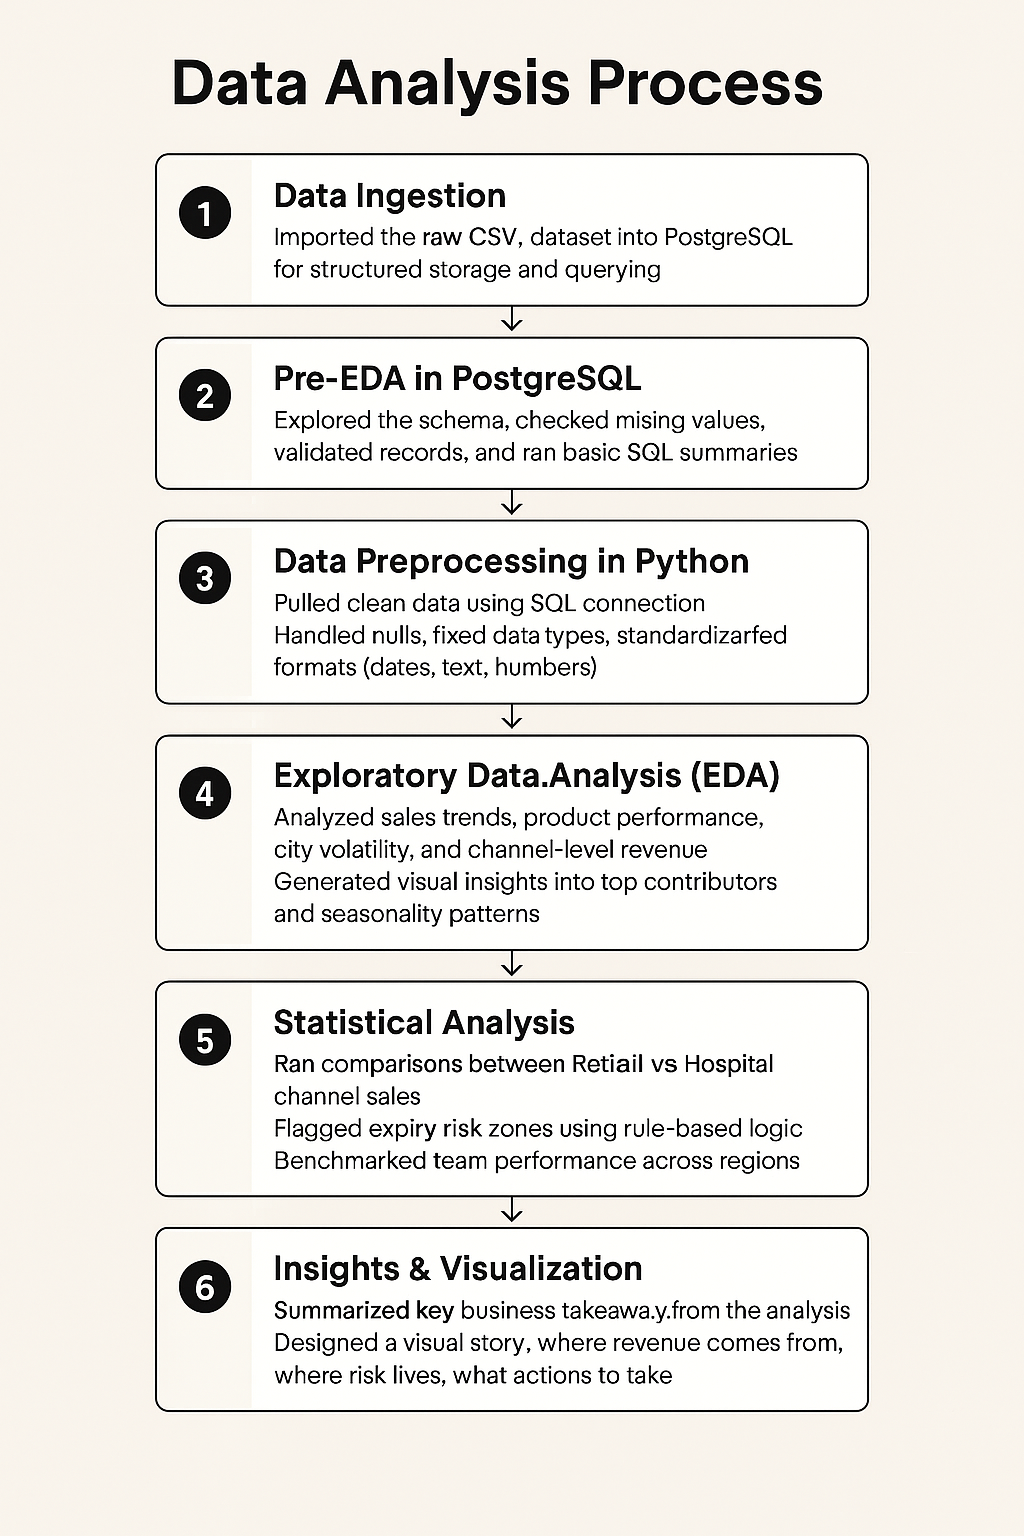 Data Analysis Process
1
Data Ingestion
Imported the raw CSV, dataset into PostgreSQL
for structured storage and querying
2
Pre-EDA in PostgreSQL
Explored the schema, checked mising values,
validated records, and ran basic SQL summaries
3
Data Preprocessing in Python
Pulled clean data using SQL connection
Handled nulls, fixed data types, standardizarfed
formats (dates, text, humbers)
4
Exploratory Data.Analysis (EDA)
Analyzed sales trends, product performance,
city volatility, and channel-level revenue
Generated visual insights into top contributors
and seasonality patterns
5
Statistical Analysis
Ran comparisons between Retiail vs Hospital
channel sales
Flagged expiry risk zones using rule-based logic
Benchmarked team performance across regions
6
Insights & Visualization
Summarized key business takeawa.y.from the analysis
Designed a visual story, where revenue comes from,
where risk lives, what actions to take